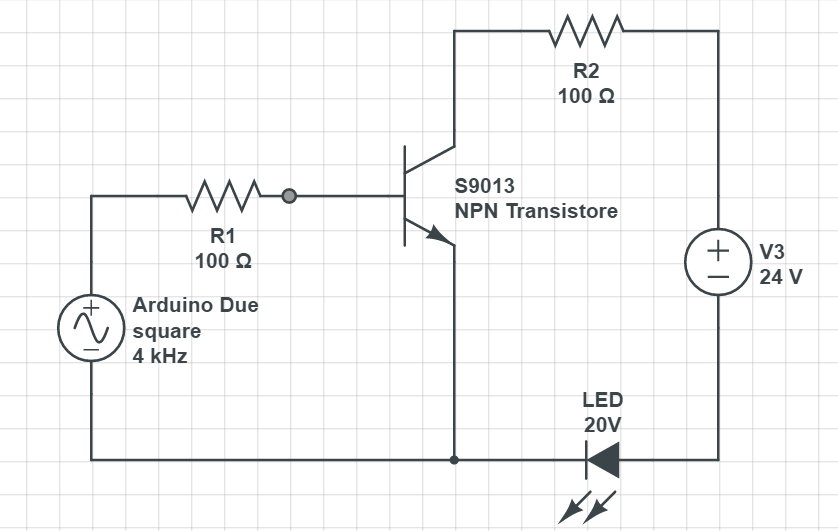 R2
100 Ω
S9013
NPN Transistore
R1
100 Ω
V3
24 V
Arduino Due
square
4 kHz
LED
20V